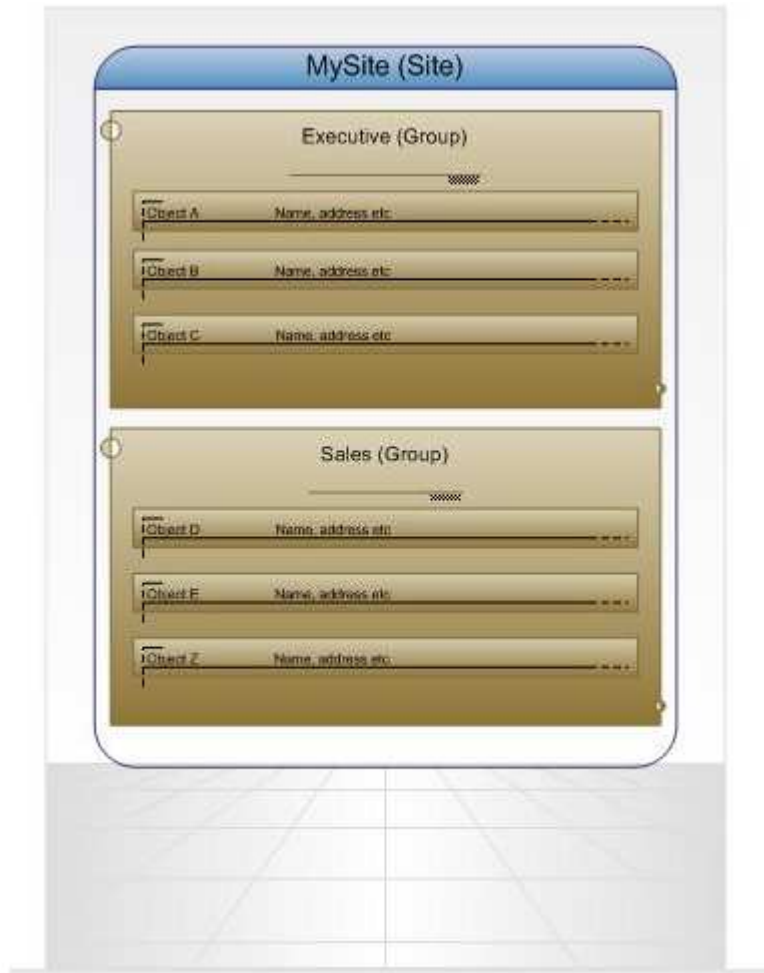 MySite (Site)
Executive (Group)
Object A Name, address etc
Object B Name, address etc
Object C Name, address etc
Sales (Group)
Object D Name, address etc
Object E Name, address etc
Object Z Name, address etc